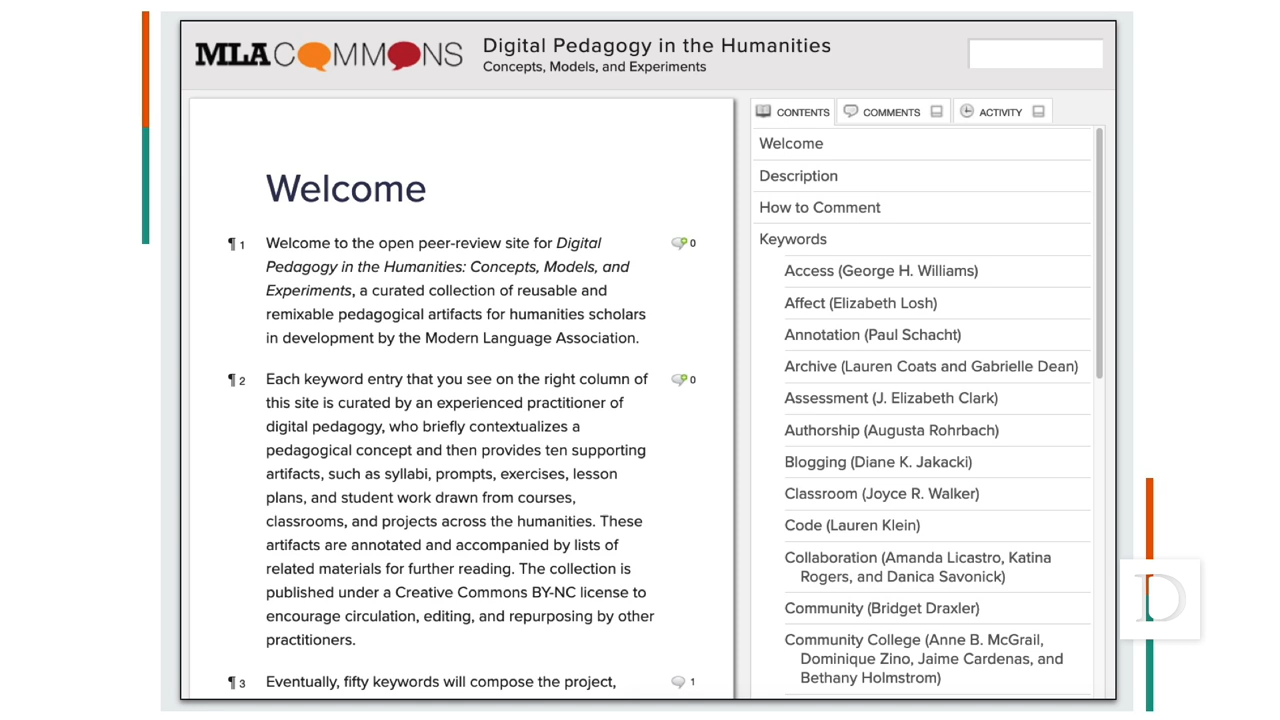 MLACOMMONS
Digital Pedagogy in the Humanities
Concepts, Models, and Experiments
Welcome
¶ 1
Welcome to the open peer-review site for Digital
Pedagogy in the Humanities: Concepts, Models, and
Experiments, a curated collection of reusable and
remixable pedagogical artifacts for humanities scholars
in development by the Modern Language Association.
0
¶ 2
Each keyword entry that you see on the right column of
this site is curated by an experienced practitioner of
digital pedagogy, who briefly contextualizes a
pedagogical concept and then provides ten supporting
artifacts, such as syllabi, prompts, exercises, lesson
plans, and student work drawn from courses,
classrooms, and projects across the humanities. These
artifacts are annotated and accompanied by lists of
related materials for further reading. The collection is
published under a Creative Commons BY-NC license to
encourage circulation, editing, and repurposing by other
practitioners.
0
¶ 3
Eventually, fifty keywords will compose the project,
1
CONTENTS
COMMENTS
ACTIVITY
Welcome
Description
How to Comment
Keywords
Access (George H. Williams)
Affect (Elizabeth Losh)
Annotation (Paul Schacht)
Archive (Lauren Coats and Gabrielle Dean)
Assessment (J. Elizabeth Clark)
Authorship (Augusta Rohrbach)
Blogging (Diane K. Jakacki)
Classroom (Joyce R. Walker)
Code (Lauren Klein)
Collaboration (Amanda Licastro, Katina
Rogers, and Danica Savonick)
Community (Bridget Draxler)
Community College (Anne B. McGrail,
Dominique Zino, Jaime Cardenas, and
Bethany Holmstrom)
D